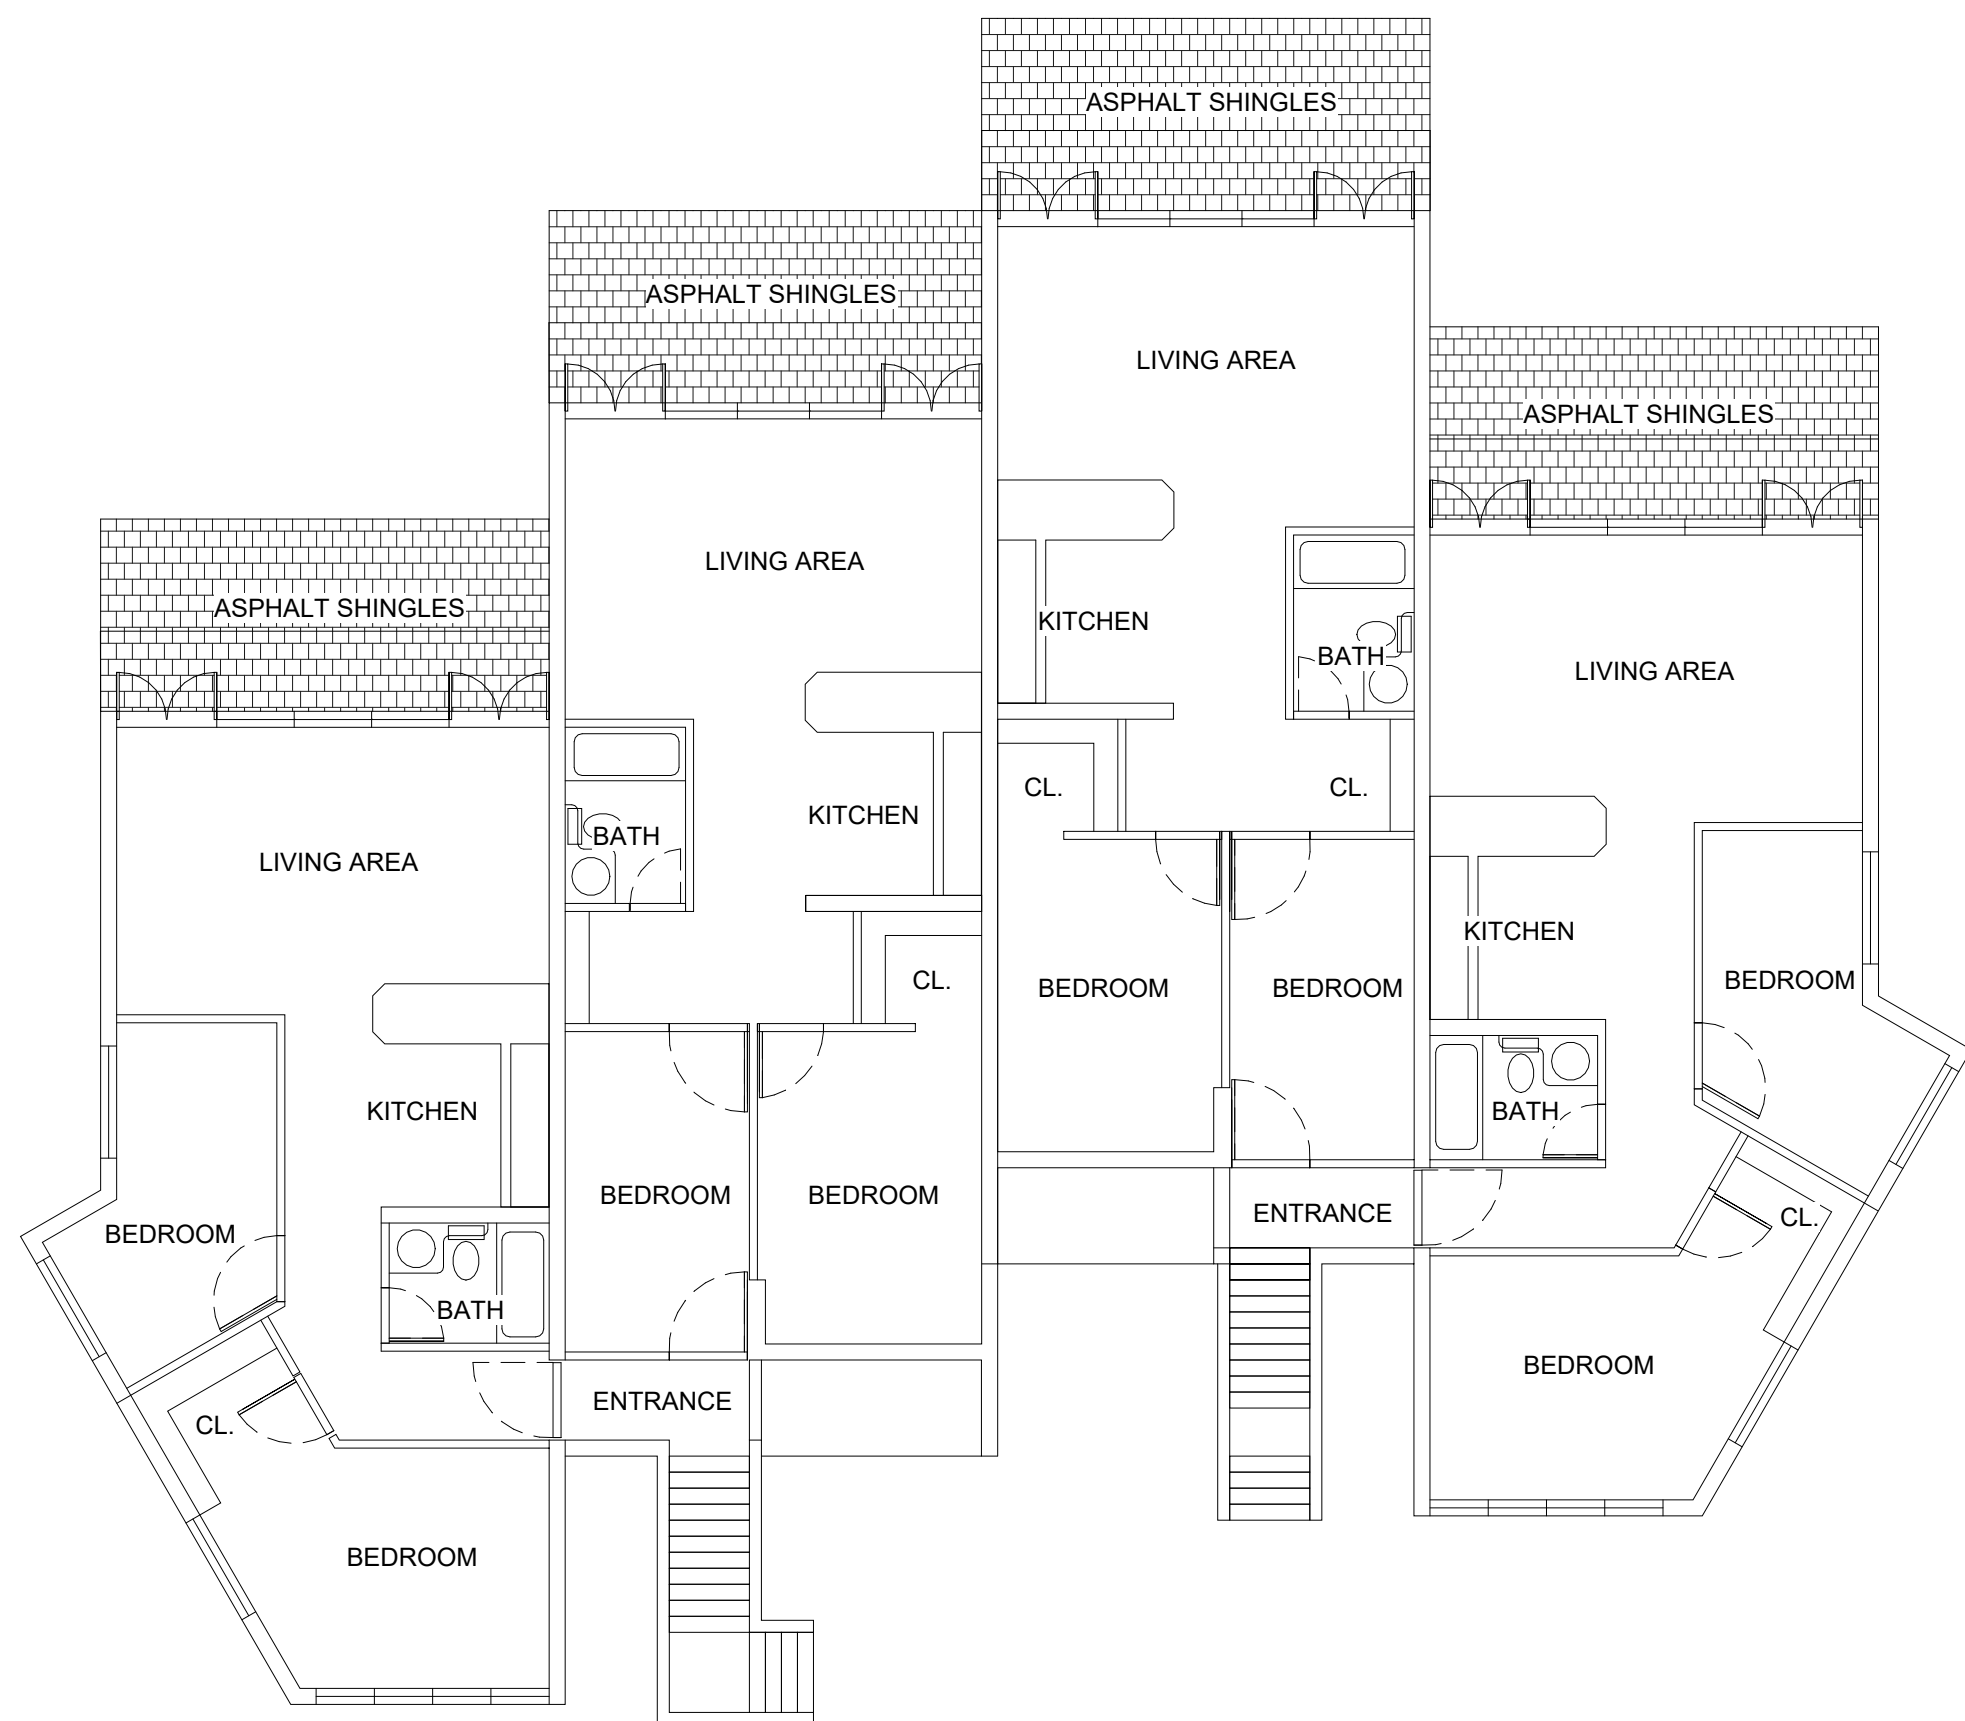 ASPHALT SHINGLES
ASPHALT SHINGLES
LIVING AREA
ASPHALT SHINGLES
LIVING AREA
ASPHALT SHINGLES
KITCHEN
BATH
LIVING AREA
CL.
CL.
KITCHEN
BATH
LIVING AREA
KITCHEN
CL.
BEDROOM
BEDROOM
BEDROOM
KITCHEN
BATH
BEDROOM
BEDROOM
ENTRANCE
CL.
BEDROOM
BATH
BEDROOM
ENTRANCE
CL.
BEDROOM